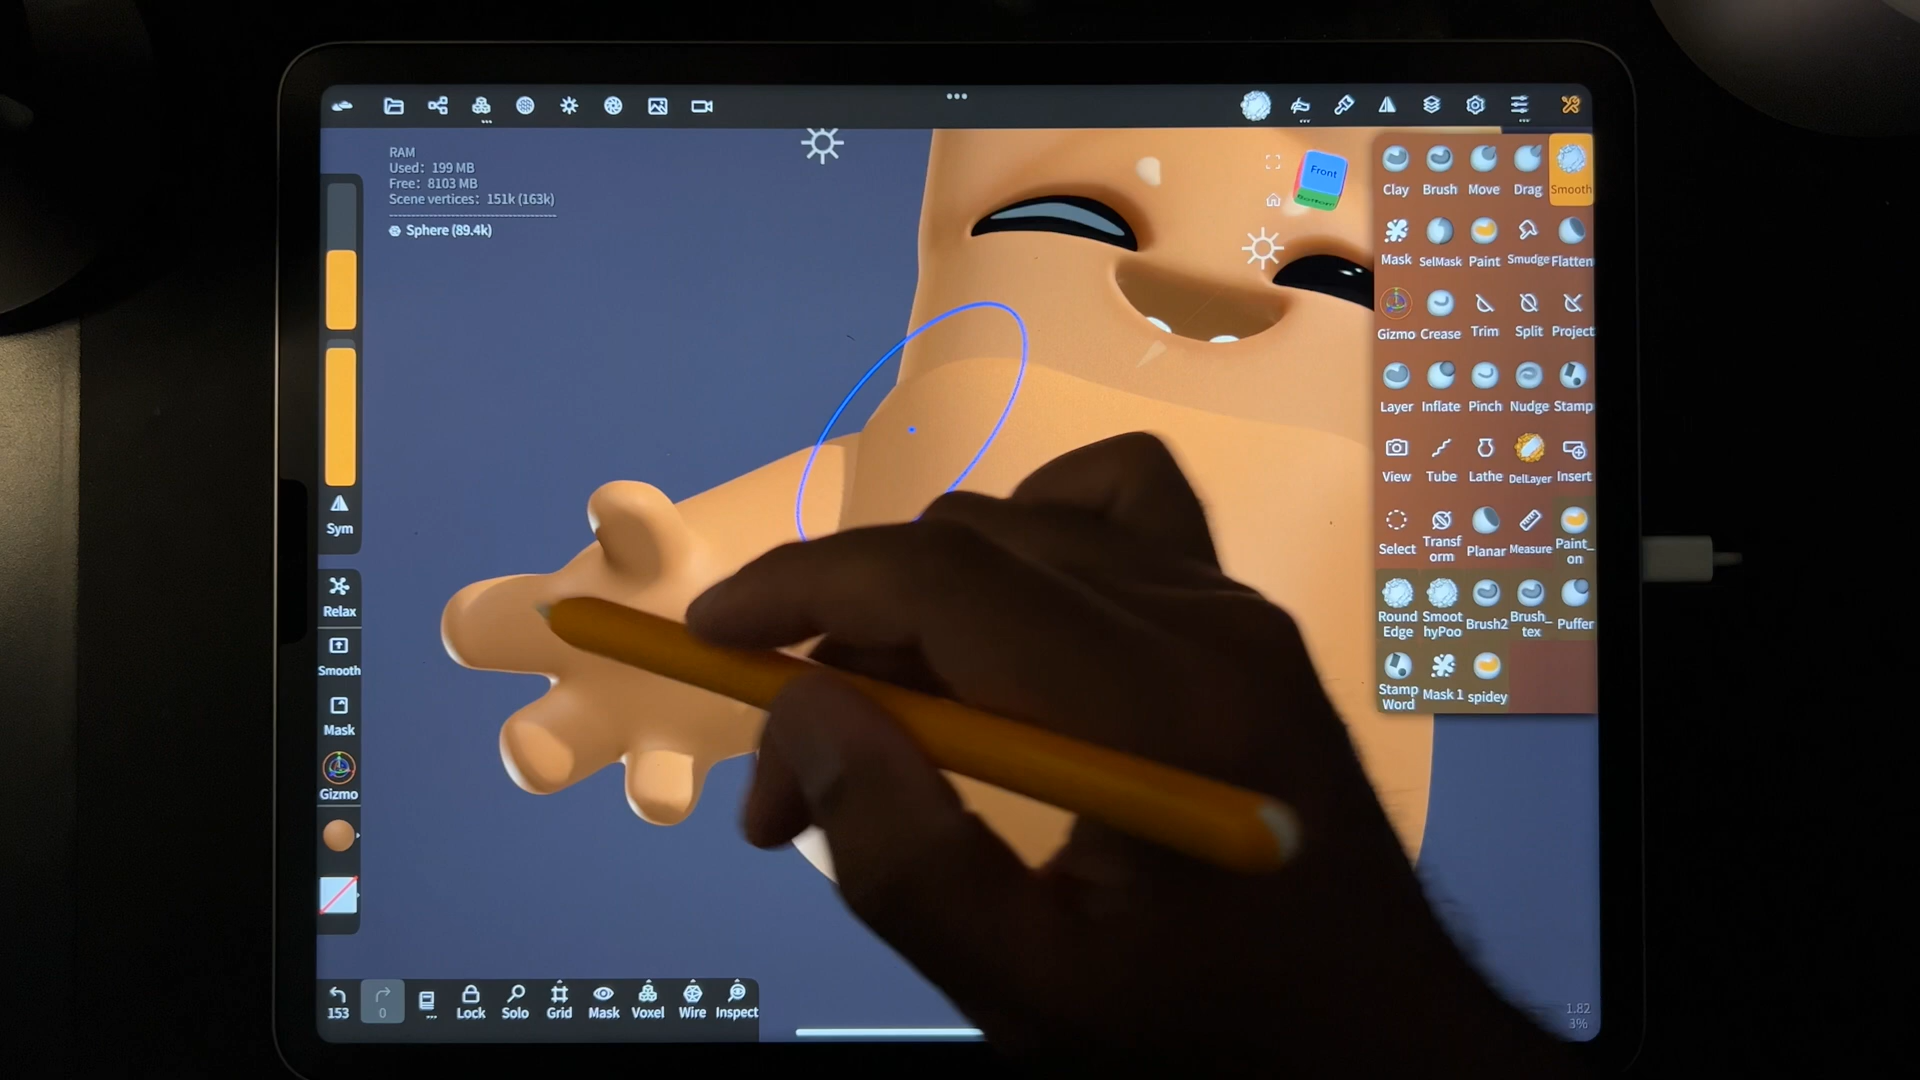 RAM
Used: 199 MB
Free: 8103 MB
Scene vertices: 151k (163k)
Sphere (89.4k)
Front
Clay Brush Move Drag Smooth
Mask SelMask Paint Smudge Flatten
Gizmo Crease Trim Split Project
Layer Inflate Pinch Nudge Stamp
View Tube Lathe DelLayer Insert
Select Transf orm Planar Measure Paint_ on
Round Edge Smoot hyPoo Brush2 Brush_ tex Puffer
Stamp Word Mask 1 spidey
Sym
Relax
Smooth
Mask
Gizmo
153 0 Lock Solo Grid Mask Voxel Wire Inspect
1.82
3%